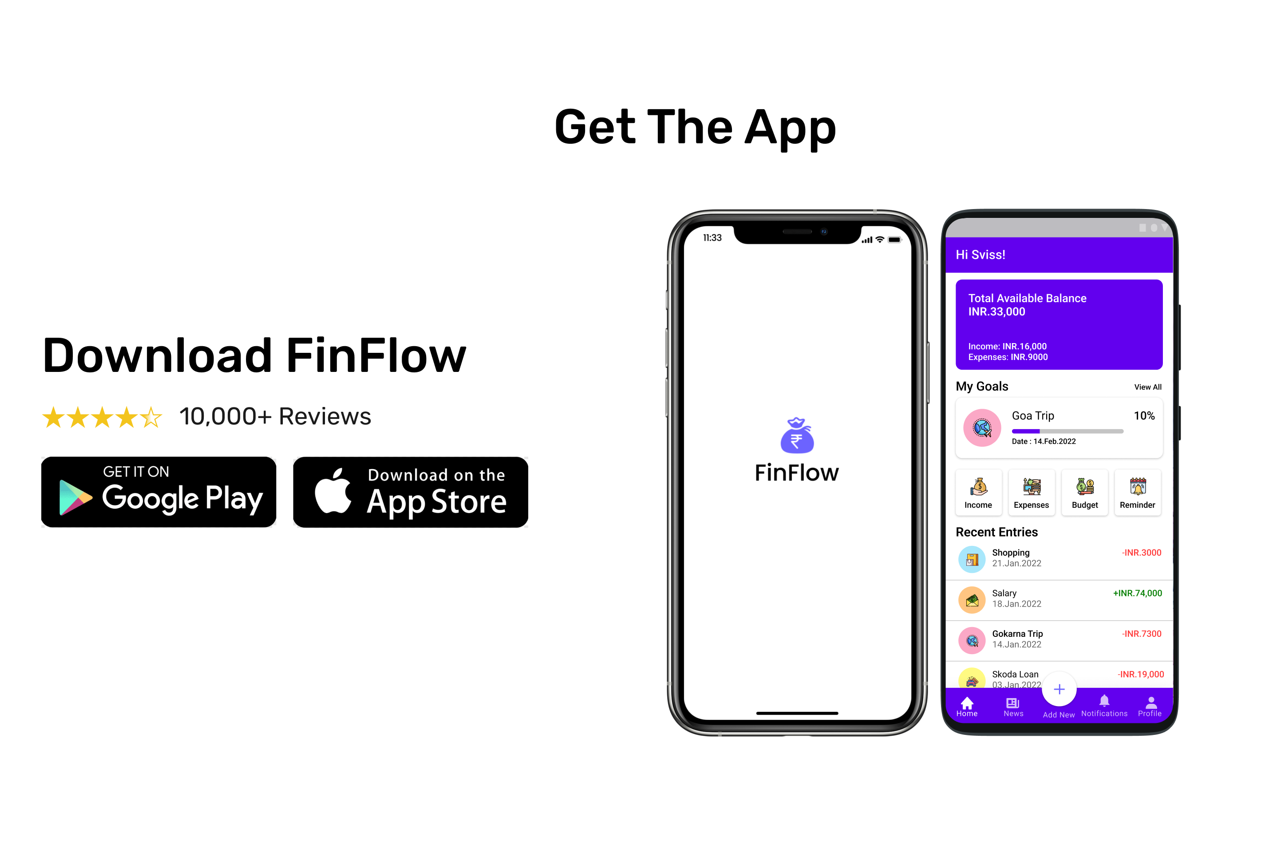 Get The App
Download FinFlow
10,000+ Reviews
GET IT ON
Google Play
Download on the
App Store
11:33
₹
FinFlow
Hi Sviss!
Total Available Balance
INR.33,000
Income: INR.16,000
Expenses: INR.9000
My Goals
View All
Goa Trip
10%
Date : 14.Feb.2022
Income
Expenses
Budget
Reminder
Recent Entries
Shopping
-INR.3000
21.Jan.2022
Salary
+INR.74,000
18.Jan.2022
Gokarna Trip
-INR.7300
14.Jan.2022
Skoda Loan
-INR.19,000
03.Jan.2022
Home
News
Add New
Notifications
Profile